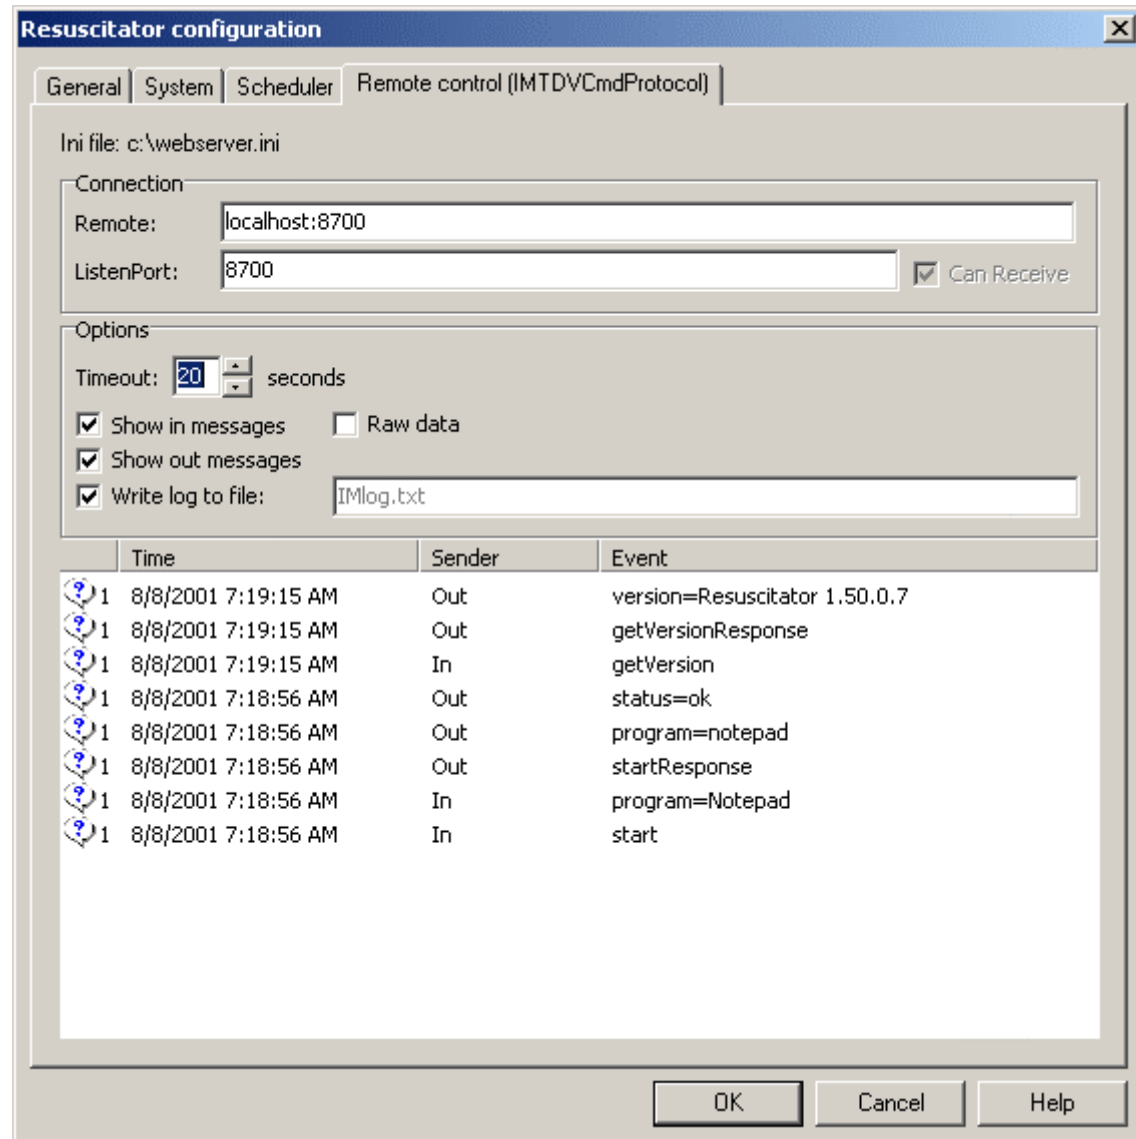 Resuscitator configuration
General System Scheduler Remote control (IMTDVCmdProtocol)
Ini file: c:\webserver.ini
Connection
Remote: localhost:8700
ListenPort: 8700 Can Receive
Options
Timeout: 20 seconds
Show in messages Raw data
Show out messages
Write log to file: IMlog.txt
Time Sender Event
1 8/8/2001 7:19:15 AM Out version=Resuscitator 1.50.0.7
1 8/8/2001 7:19:15 AM Out getVersionResponse
1 8/8/2001 7:19:15 AM In getVersion
1 8/8/2001 7:18:56 AM Out status=ok
1 8/8/2001 7:18:56 AM Out program=notepad
1 8/8/2001 7:18:56 AM Out startResponse
1 8/8/2001 7:18:56 AM In program=Notepad
1 8/8/2001 7:18:56 AM In start
OK Cancel Help